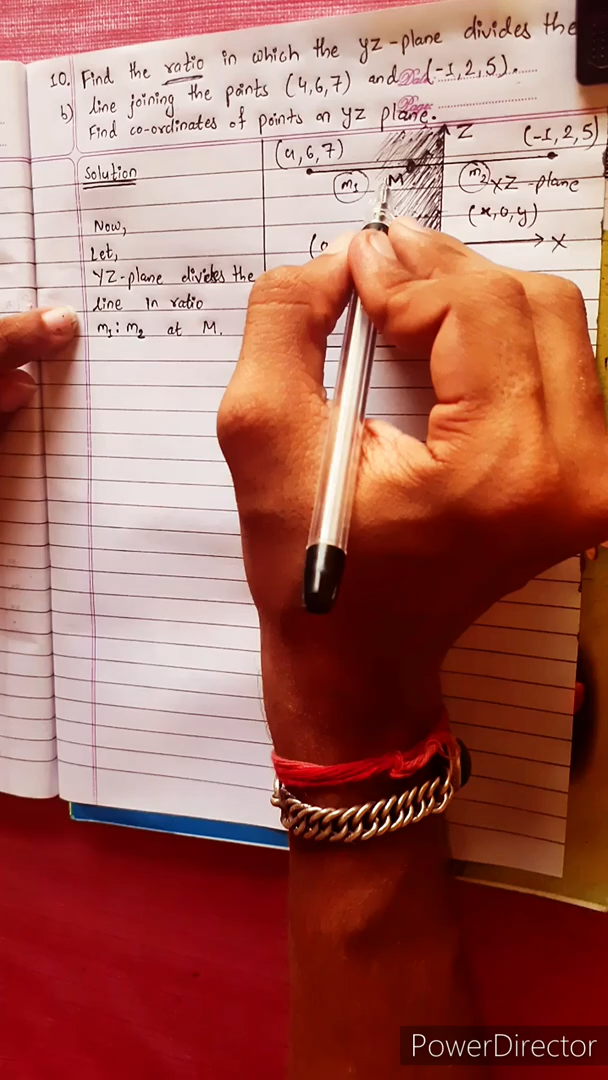 10. Find the ratio in which the yz-plane divides the
b) line joining the points (4,6,7) and (-1,2,5).
Find co-ordinates of points on yz plane.
Solution
(4,6,7)
Z
(-1,2,5)
m₁
M
m₂
XZ-plane
(x,0,y)
X
Now,
Let,
YZ-plane divides the
line in ratio
m₁:m₂ at M.
PowerDirector